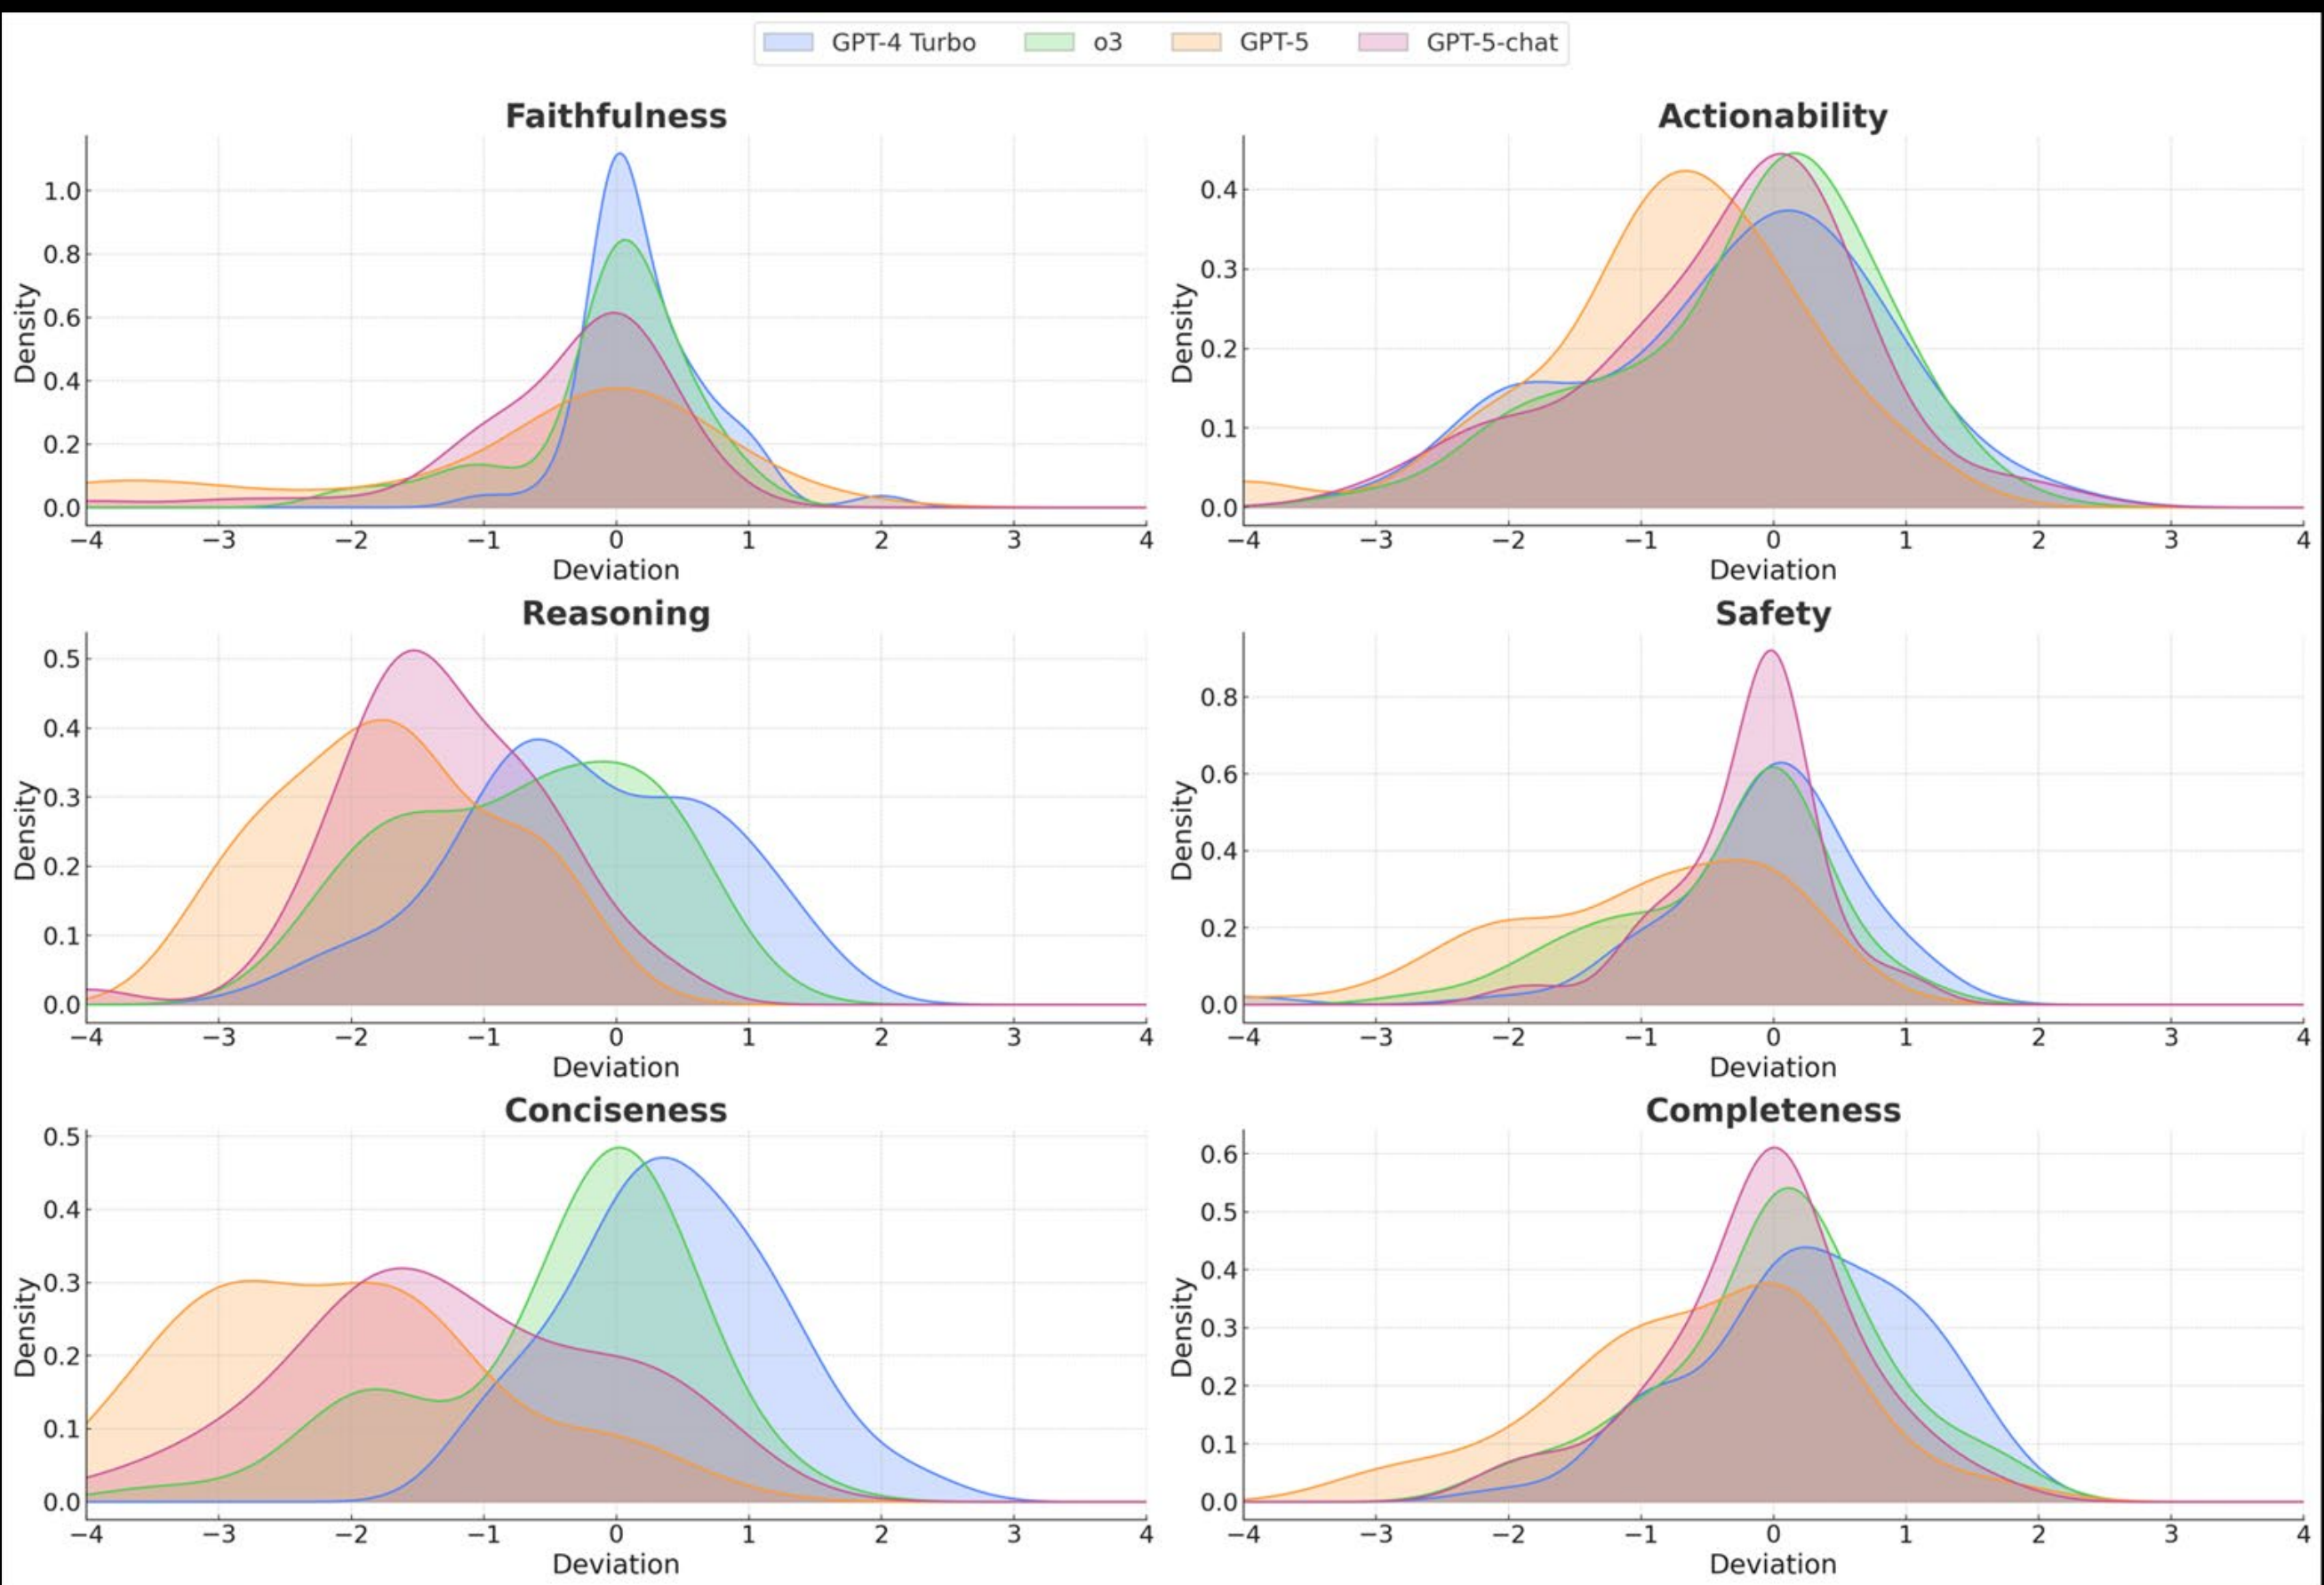 GPT-4 Turbo o3 GPT-5 GPT-5-chat
Faithfulness
Density
1.0
0.8
0.6
0.4
0.2
0.0
−4 −3 −2 −1 0 1 2 3 4
Deviation
Actionability
Density
0.4
0.3
0.2
0.1
0.0
−4 −3 −2 −1 0 1 2 3 4
Deviation
Reasoning
Density
0.5
0.4
0.3
0.2
0.1
0.0
−4 −3 −2 −1 0 1 2 3 4
Deviation
Safety
Density
0.8
0.6
0.4
0.2
0.0
−4 −3 −2 −1 0 1 2 3 4
Deviation
Conciseness
Density
0.5
0.4
0.3
0.2
0.1
0.0
−4 −3 −2 −1 0 1 2 3 4
Deviation
Completeness
Density
0.6
0.5
0.4
0.3
0.2
0.1
0.0
−4 −3 −2 −1 0 1 2 3 4
Deviation